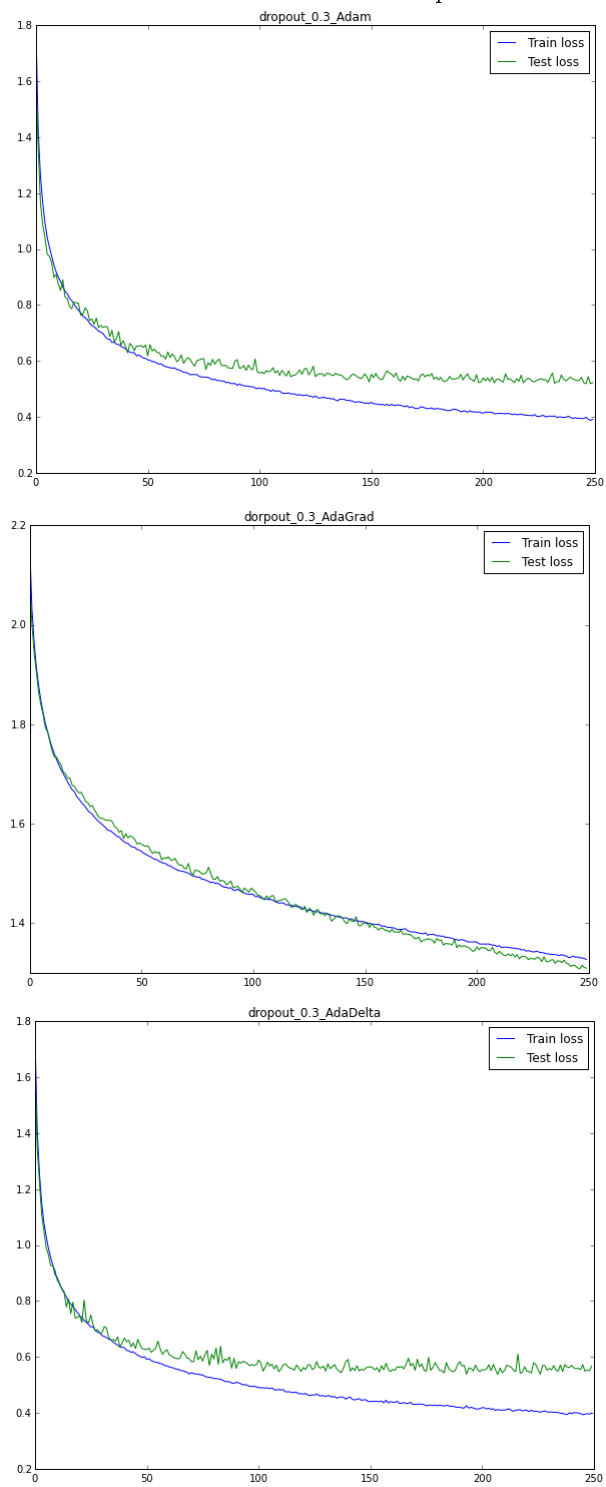 dropout_0.3_Adam
1.8
Train loss
Test loss
1.6
1.4
1.2
1.0
0.8
0.6
0.4
0.2
0 50 100 150 200 250
dorpout_0.3_AdaGrad
2.2
Train loss
Test loss
2.0
1.8
1.6
1.4
0 50 100 150 200 250
dropout_0.3_AdaDelta
1.8
Train loss
Test loss
1.6
1.4
1.2
1.0
0.8
0.6
0.4
0.2
0 50 100 150 200 250